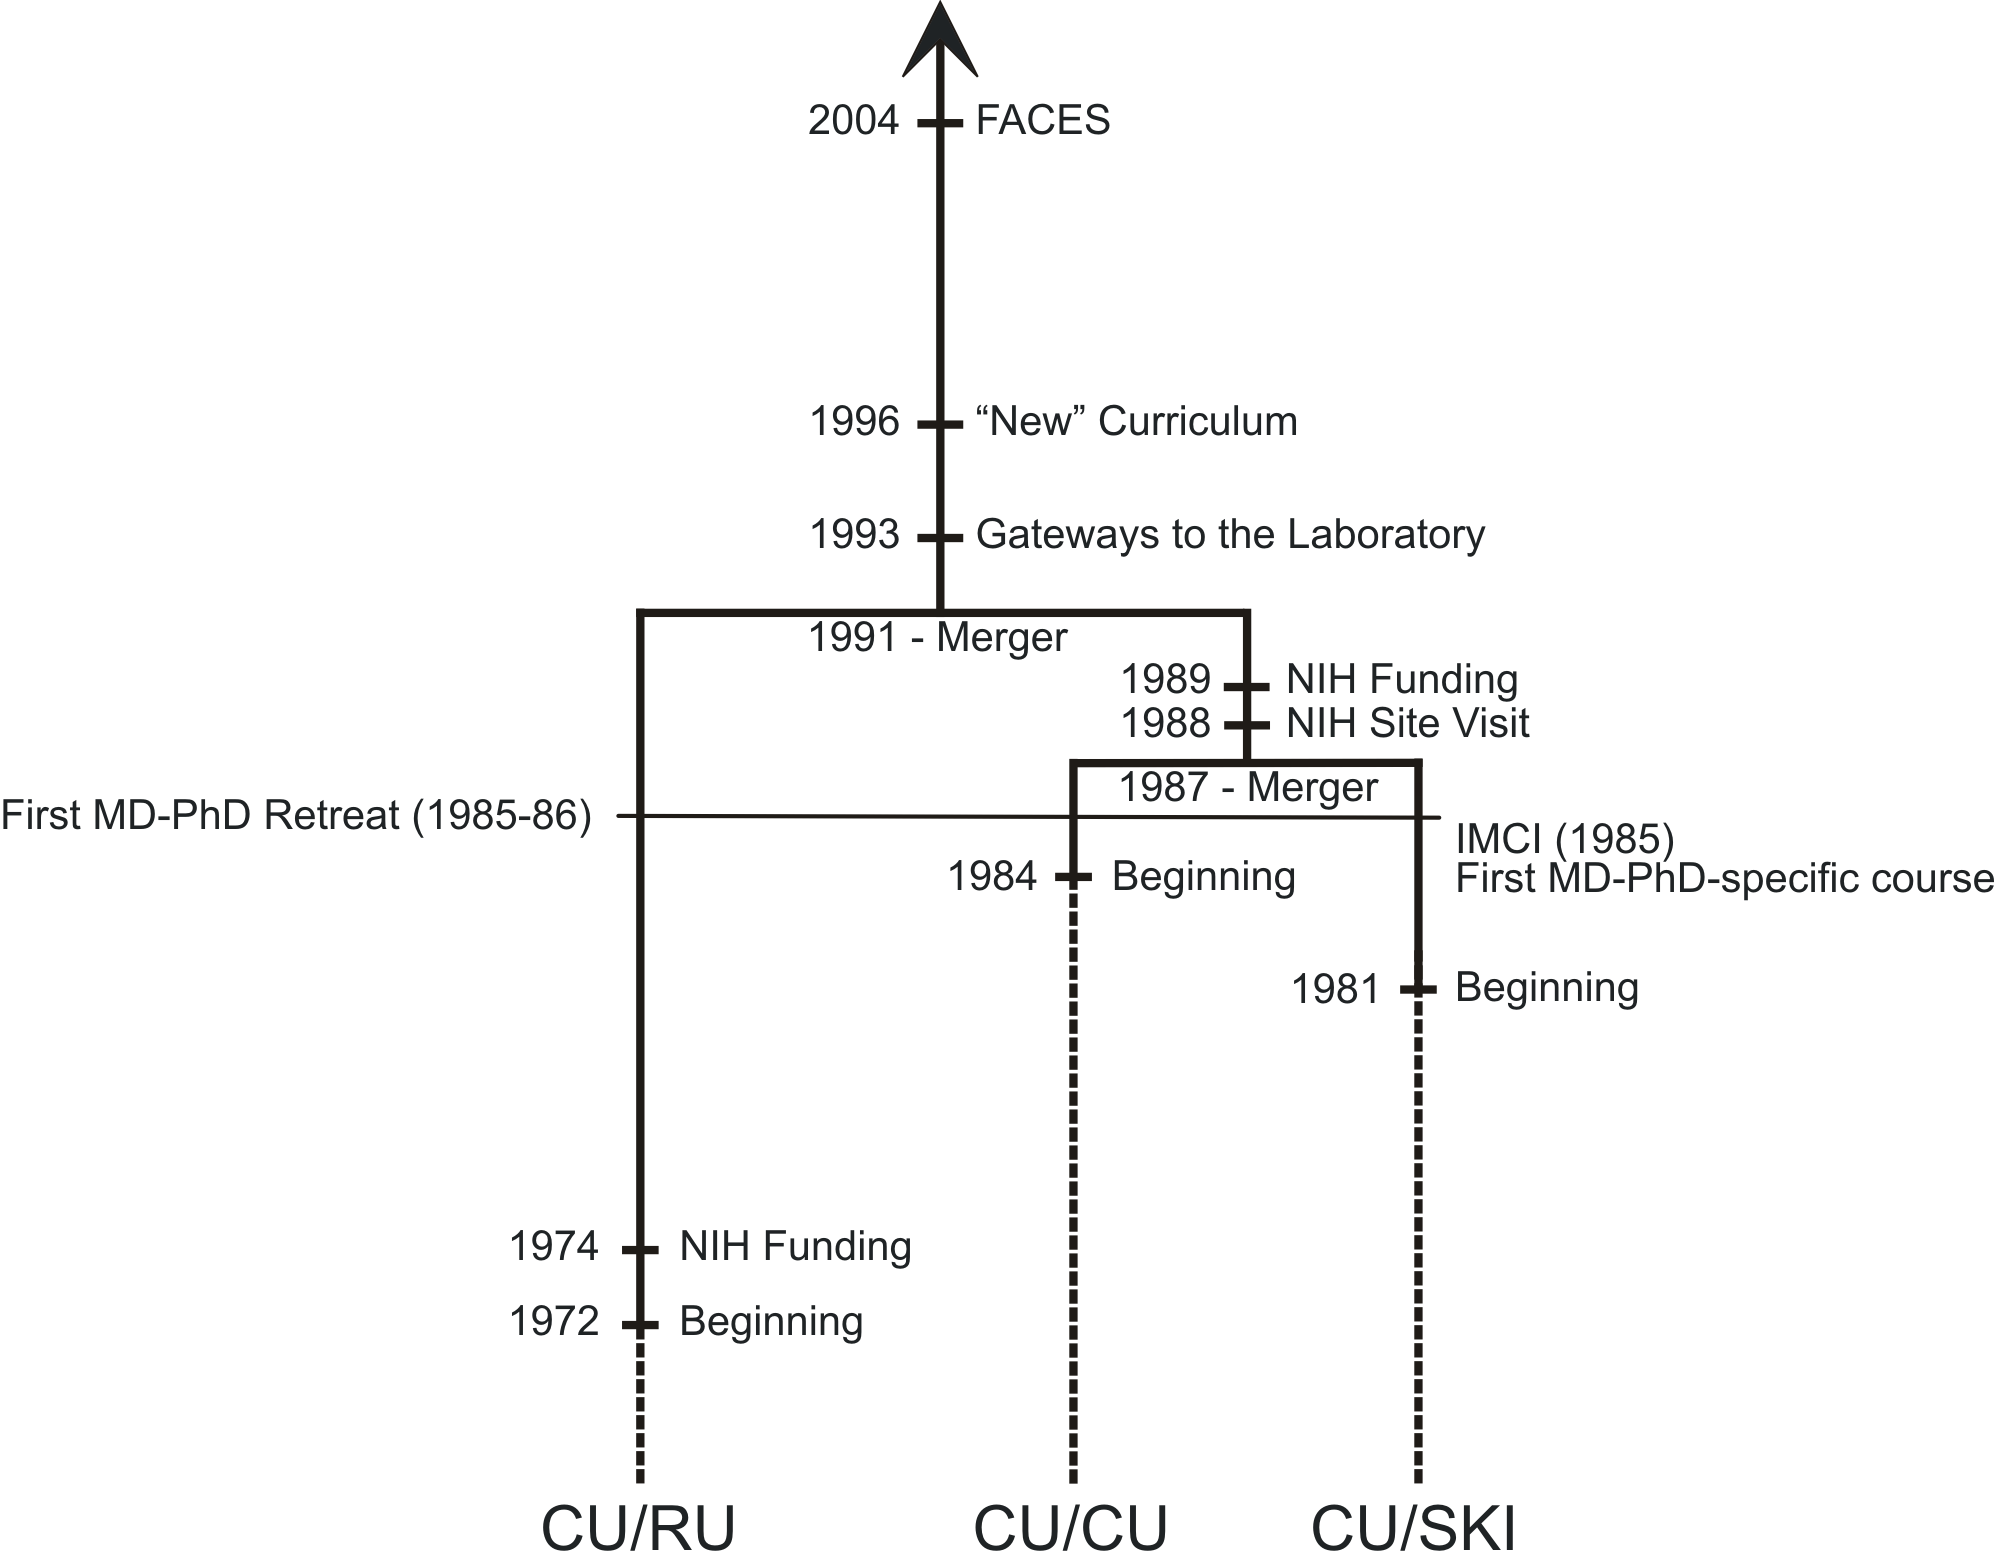 2004 FACES
1996 “New” Curriculum
1993 Gateways to the Laboratory
1991 - Merger
1989 NIH Funding
1988 NIH Site Visit
1987 - Merger
First MD-PhD Retreat (1985-86)
IMCI (1985)
First MD-PhD-specific course
1984 Beginning
1981 Beginning
1974 NIH Funding
1972 Beginning
CU/RU CU/CU CU/SKI